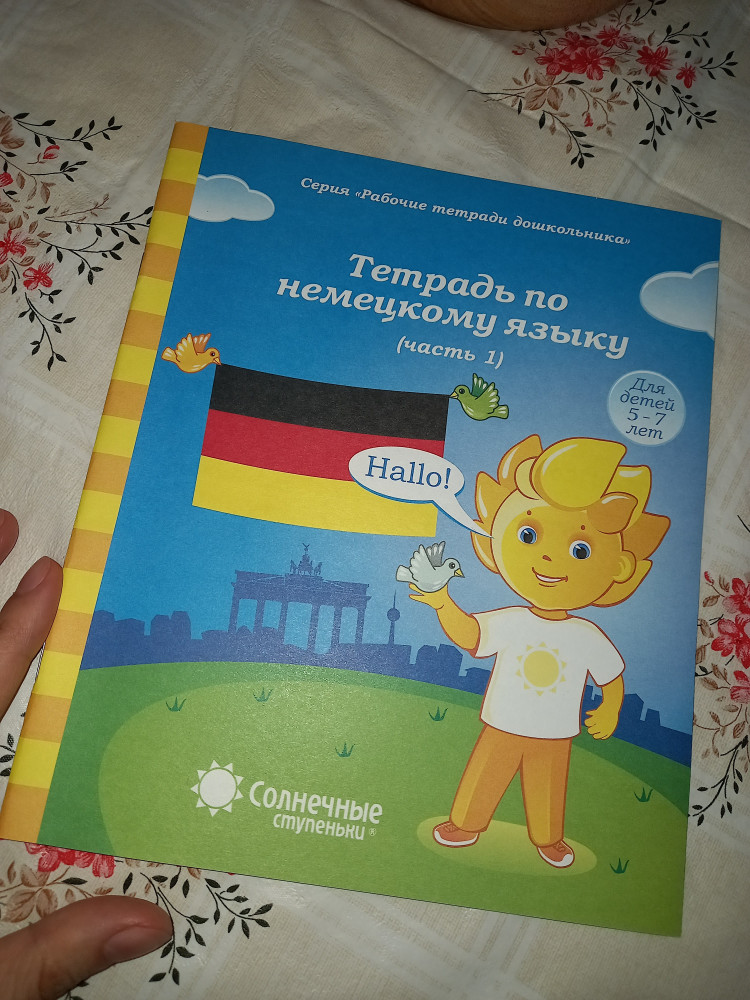 Серия «Рабочие тетради дошкольника»
Тетрадь по
немецкому языку
(часть 1)
Для
детей
5 - 7
лет
Hallo!
Солнечные
ступеньки®